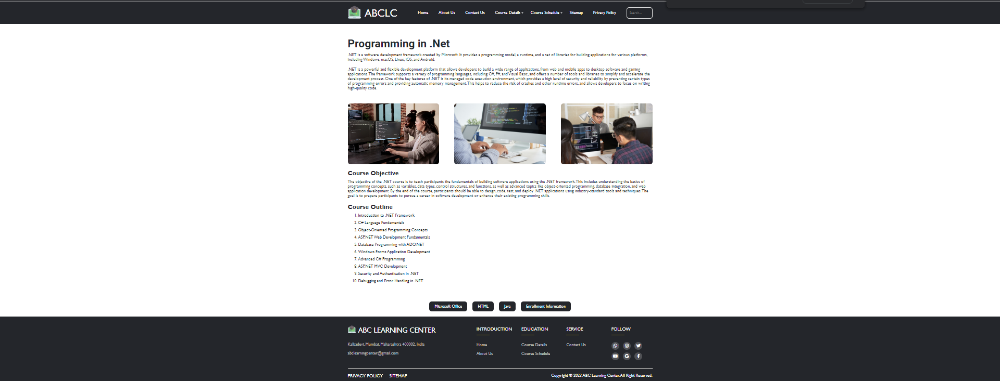 ABCLC
Home About Us Contact Us Course Details Course Schedule Sitemap Privacy Policy Search...
Programming in .Net
.NET is a software development framework created by Microsoft. It provides a programming model, a runtime, and a set of libraries for building applications for various platforms,
including Windows, macOS, Linux, iOS, and Android.
.NET is a powerful and flexible development platform that allows developers to build a wide range of applications, from web and mobile apps to desktop software and gaming
applications. The framework supports a variety of programming languages, including C#, F#, and Visual Basic, and offers a number of tools and libraries to simplify and accelerate the
development process. One of the key features of .NET is its managed code execution environment, which provides a high level of security and reliability by preventing certain types
of programming errors and providing automatic memory management. This helps to reduce the risk of crashes and other runtime errors, and allows developers to focus on writing
high-quality code.
Course Objective
The objective of the .NET course is to teach participants the fundamentals of building software applications using the .NET framework. This includes understanding the basics of
programming concepts, such as variables, data types, control structures, and functions, as well as advanced topics like object-oriented programming, database integration, and web
application development. By the end of the course, participants should be able to design, code, test, and deploy .NET applications using industry-standard tools and techniques. The
goal is to prepare participants to pursue a career in software development or enhance their existing programming skills.
Course Outline
1. Introduction to .NET Framework
2. C# Language Fundamentals
3. Object-Oriented Programming Concepts
4. ASP.NET Web Development Fundamentals
5. Database Programming with ADO.NET
6. Windows Forms Application Development
7. Advanced C# Programming
8. ASP.NET MVC Development
9. Security and Authentication in .NET
10. Debugging and Error Handling in .NET
Microsoft Office HTML Java Enrollment Information
ABC LEARNING CENTER
Kalbadevi, Mumbai, Maharashtra 400002, India
abclearningcenter@gmail.com
INTRODUCTION
Home
About Us
EDUCATION
Course Details
Course Schedule
SERVICE
Contact Us
FOLLOW
PRIVACY POLICY SITEMAP
Copyright © 2023 ABC Learning Center. All Right Reserved.